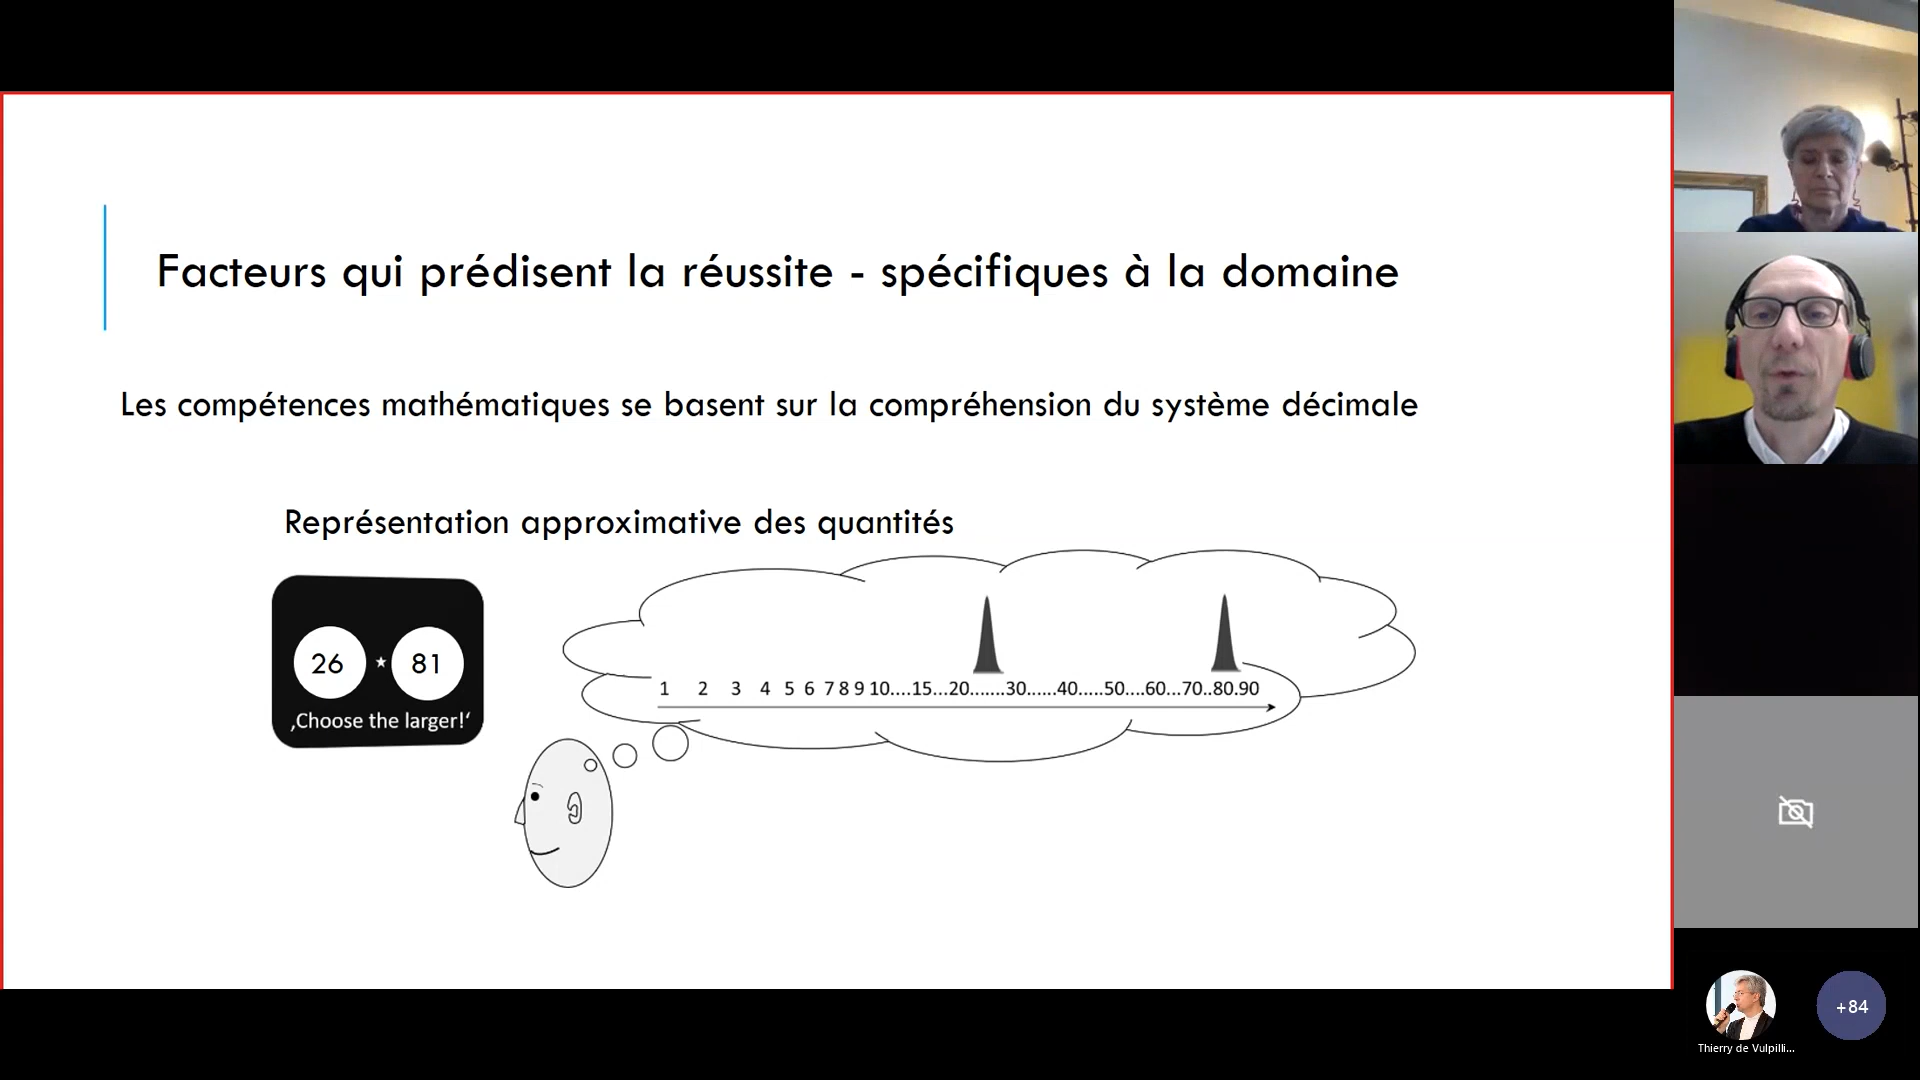 Facteurs qui prédisent la réussite - spécifiques à la domaine
Les compétences mathématiques se basent sur la compréhension du système décimale
Représentation approximative des quantités
26 ★ 81
‚Choose the larger!‘
1 2 3 4 5 6 7 8 9 10....15...20.......30......40.....50....60...70..80.90
+84
Thierry de Vulpilli...